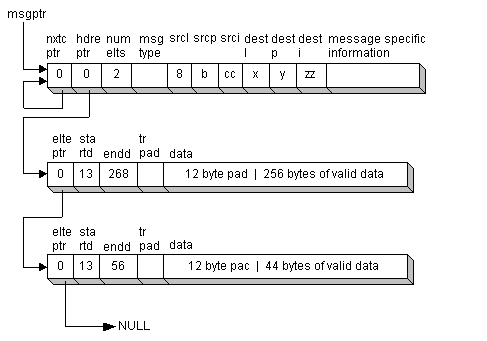 msgptr
nxtc ptr hdre ptr num elts msg type srcl srcp srci dest l dest p dest i message specific information
0 0 2 8 b cc x y zz
elte ptr sta rtd endd tr pad data
0 13 268 12 byte pad | 256 bytes of valid data
elte ptr sta rtd endd tr pad data
0 13 56 12 byte pac | 44 bytes of valid data
NULL